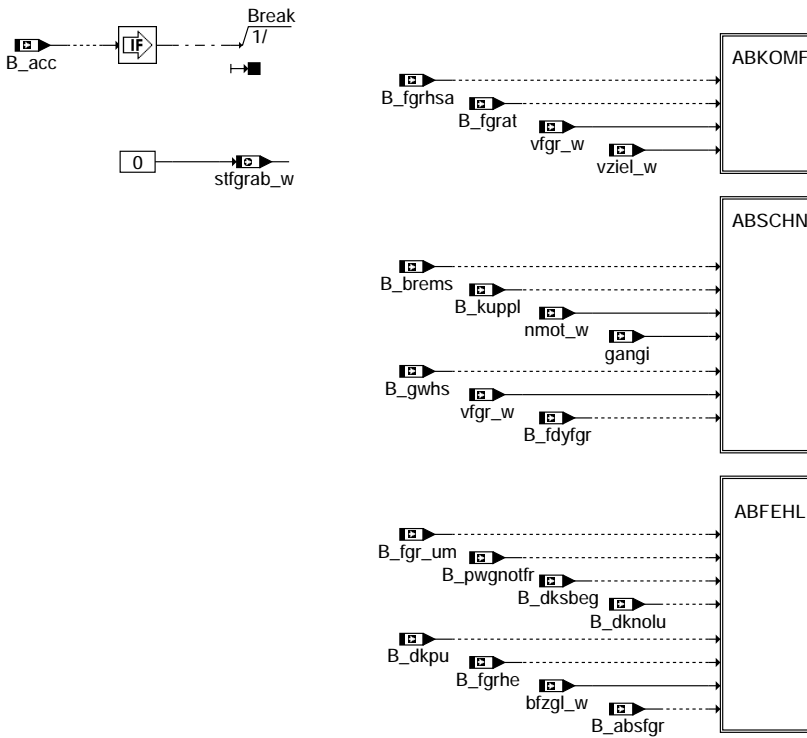 Break
1/
IF
B_acc
0
stfgrab_w
ABKOMF
B_fgrhsa
B_fgrat
vfgr_w
vziel_w
ABSCHN
B_brems
B_kuppl
nmot_w
gangi
B_gwhs
vfgr_w
B_fdyfgr
ABFEHL
B_fgr_um
B_pwgnotfr
B_dksbeg
B_dknolu
B_dkpu
B_fgrhe
bfzgl_w
B_absfgr